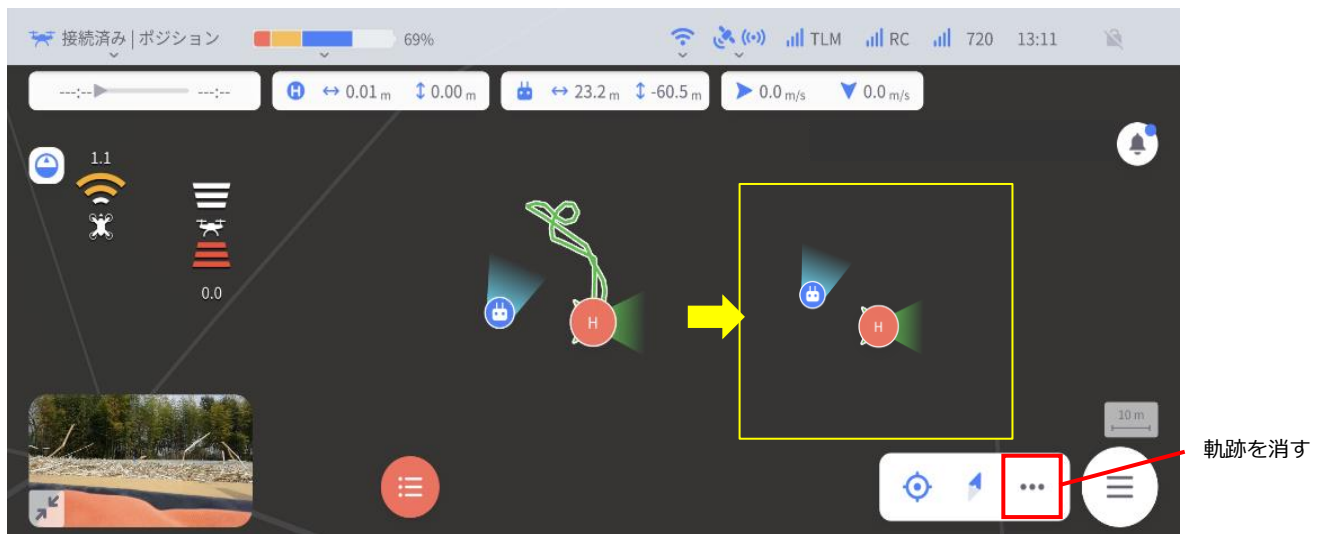 接続済み | ポジション
69%
TLM
RC
720
13:11
---:--
---:--
H
0.01 m
0.00 m
23.2 m
-60.5 m
0.0 m/s
0.0 m/s
1.1
0.0
H
H
10 m
軌跡を消す